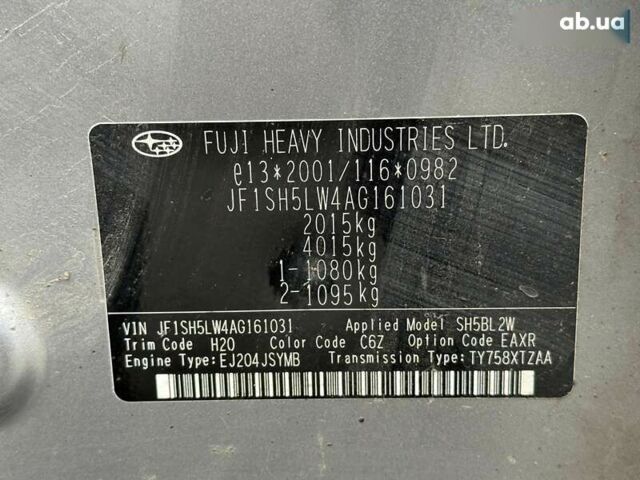 ab.ua
FUJI HEAVY INDUSTRIES LTD.
e13*2001/116*0982
JF1SH5LW4AG161031
2015kg
4015kg
1-1080kg
2-1095kg
VIN JF1SH5LW4AG161031 Applied Model SH5BL2W
Trim Code H20 Color Code C6Z Option Code EAXR
Engine Type:EJ204JSYMB Transmission Type:TY758XTZAA